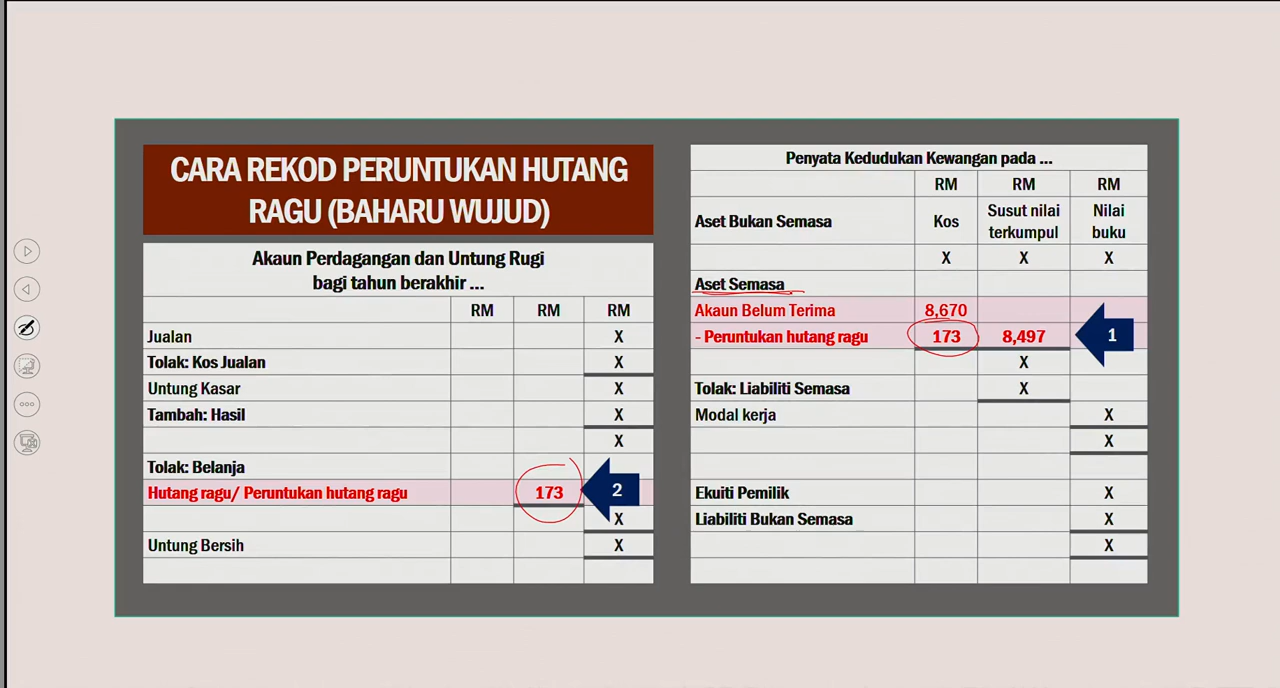 CARA REKOD PERUNTUKAN HUTANG
RAGU (BAHARU WUJUD)
Akaun Perdagangan dan Untung Rugi
bagi tahun berakhir ...
RM RM RM
Jualan X
Tolak: Kos Jualan X
Untung Kasar X
Tambah: Hasil X
X
Tolak: Belanja
Hutang ragu/ Peruntukan hutang ragu 173 2
X
Untung Bersih X
Penyata Kedudukan Kewangan pada ...
RM RM RM
Aset Bukan Semasa Kos Susut nilai terkumpul Nilai buku
X X X
Aset Semasa
Akaun Belum Terima 8,670
- Peruntukan hutang ragu 173 8,497 1
X
Tolak: Liabiliti Semasa X
Modal kerja X
X
Ekuiti Pemilik X
Liabiliti Bukan Semasa X
X